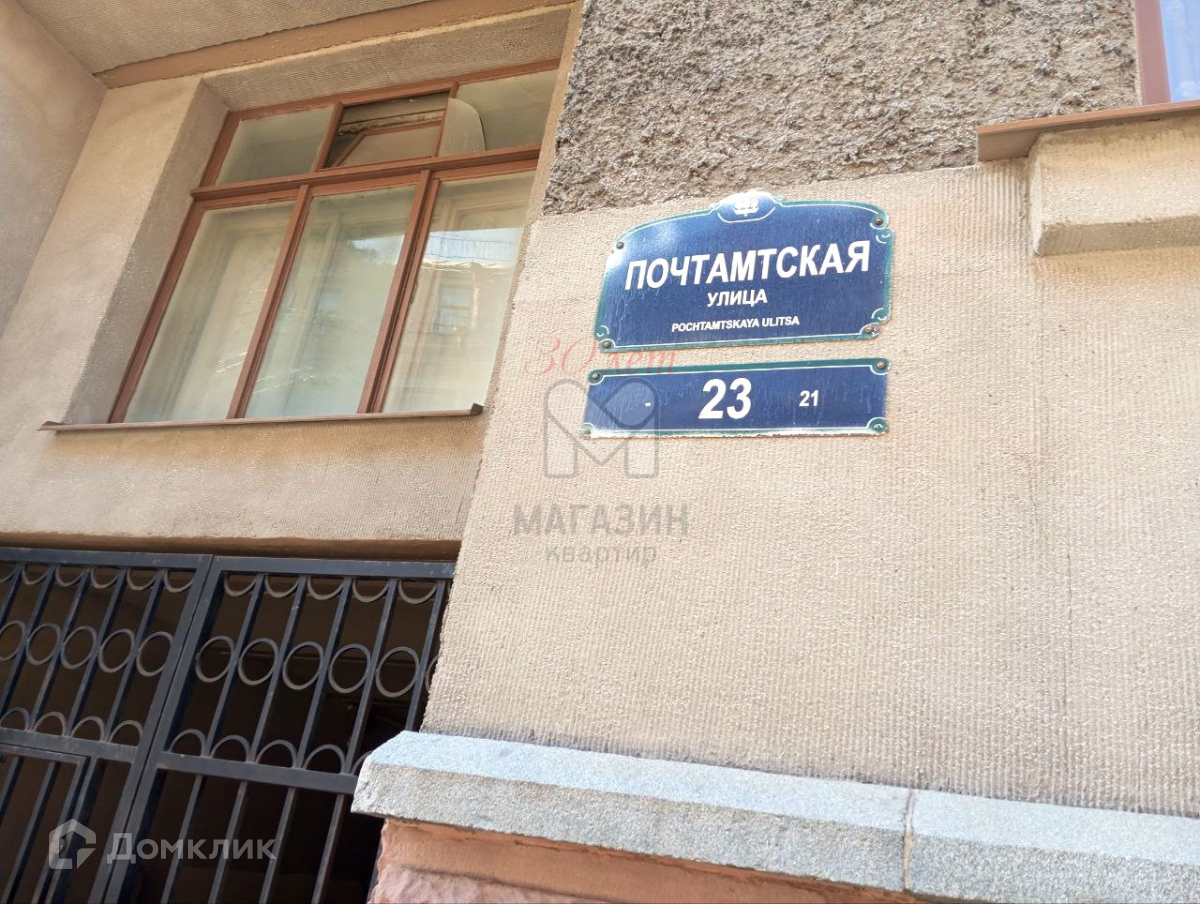 ПОЧТАМТСКАЯ
УЛИЦА
POCHTAMTSKAYA ULITSA
30 лет
- 23 21
МАГАЗИН
квартир
Домклик